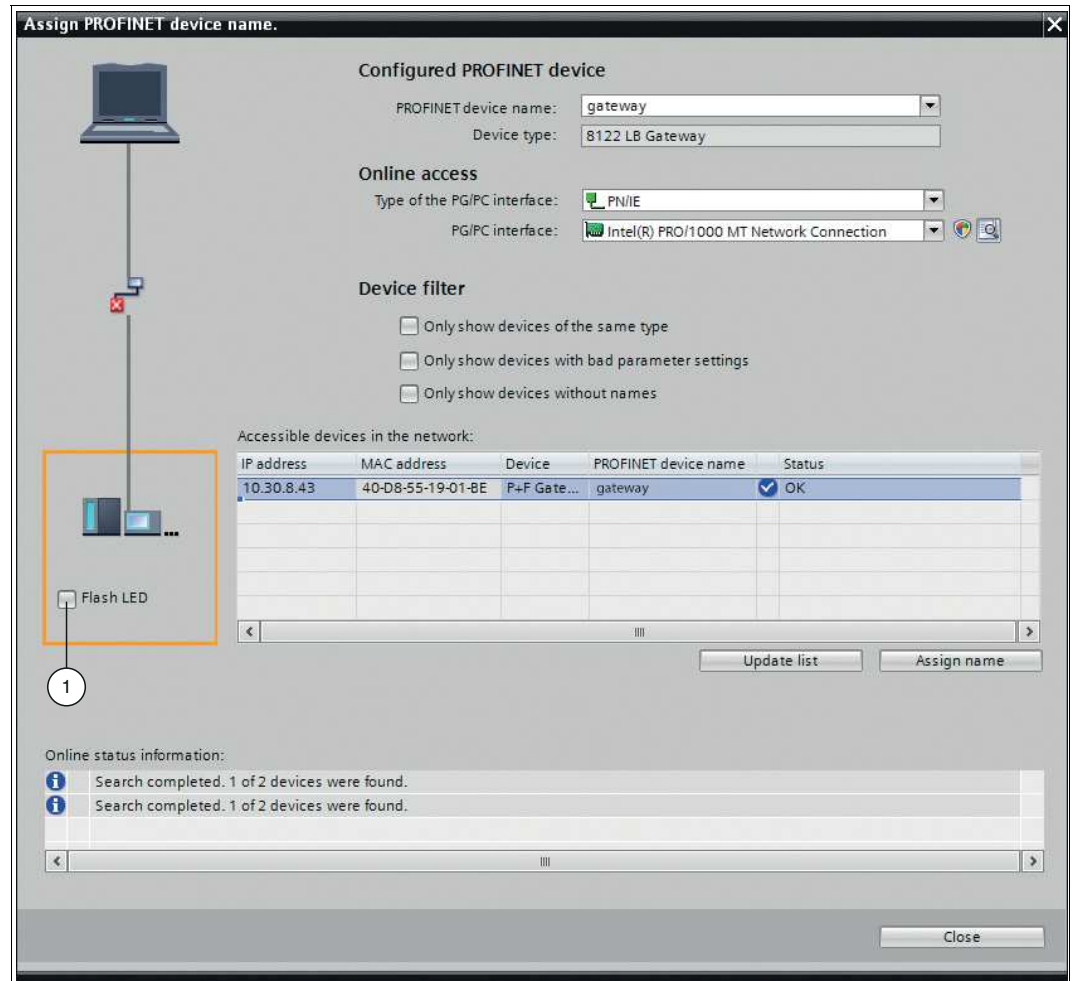 Assign PROFINET device name.
Configured PROFINET device
PROFINET device name: gateway
Device type: 8122 LB Gateway
Online access
Type of the PG/PC interface: PN/IE
PG/PC interface: Intel(R) PRO/1000 MT Network Connection
Device filter
Only show devices of the same type
Only show devices with bad parameter settings
Only show devices without names
Accessible devices in the network:
IP address MAC address Device PROFINET device name Status
10.30.8.43 40-D8-55-19-01-BE P+F Gate... gateway OK
Flash LED
Update list Assign name
1
Online status information:
Search completed. 1 of 2 devices were found.
Search completed. 1 of 2 devices were found.
Close